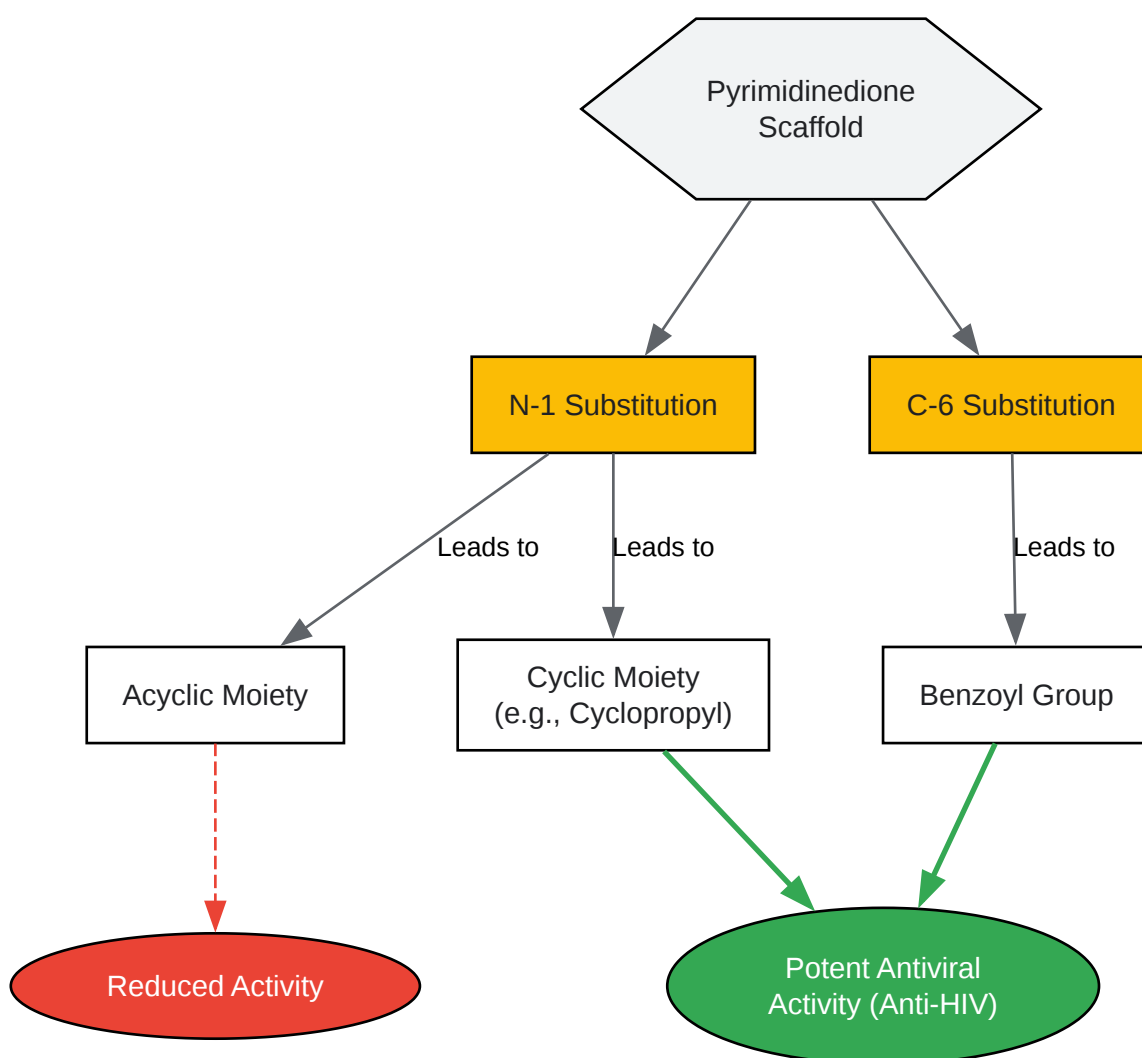 Pyrimidinedione
Scaffold
N-1 Substitution
C-6 Substitution
Leads to
Leads to
Leads to
Acyclic Moiety
Cyclic Moiety
(e.g., Cyclopropyl)
Benzoyl Group
Reduced Activity
Potent Antiviral
Activity (Anti-HIV)